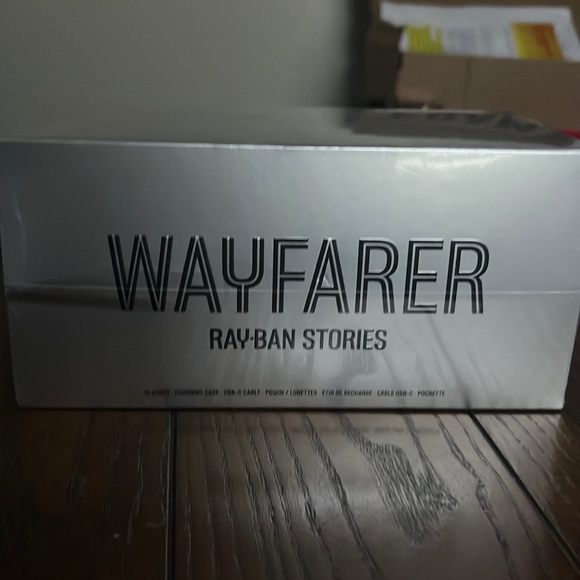 WAYFARER
RAY-BAN STORIES
GLASSES · CHARGING CASE · USB-C CABLE · POUCH / LUNETTES · ÉTUI DE RECHARGE · CÂBLE USB-C · POCHETTE